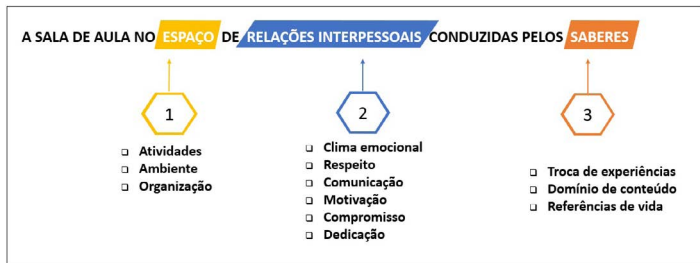 A SALA DE AULA NO ESPAÇO DE RELAÇÕES INTERPESSOAIS CONDUZIDAS PELOS SABERES
1
Atividades
Ambiente
Organização
2
Clima emocional
Respeito
Comunicação
Motivação
Compromisso
Dedicação
3
Troca de experiências
Domínio de conteúdo
Referências de vida